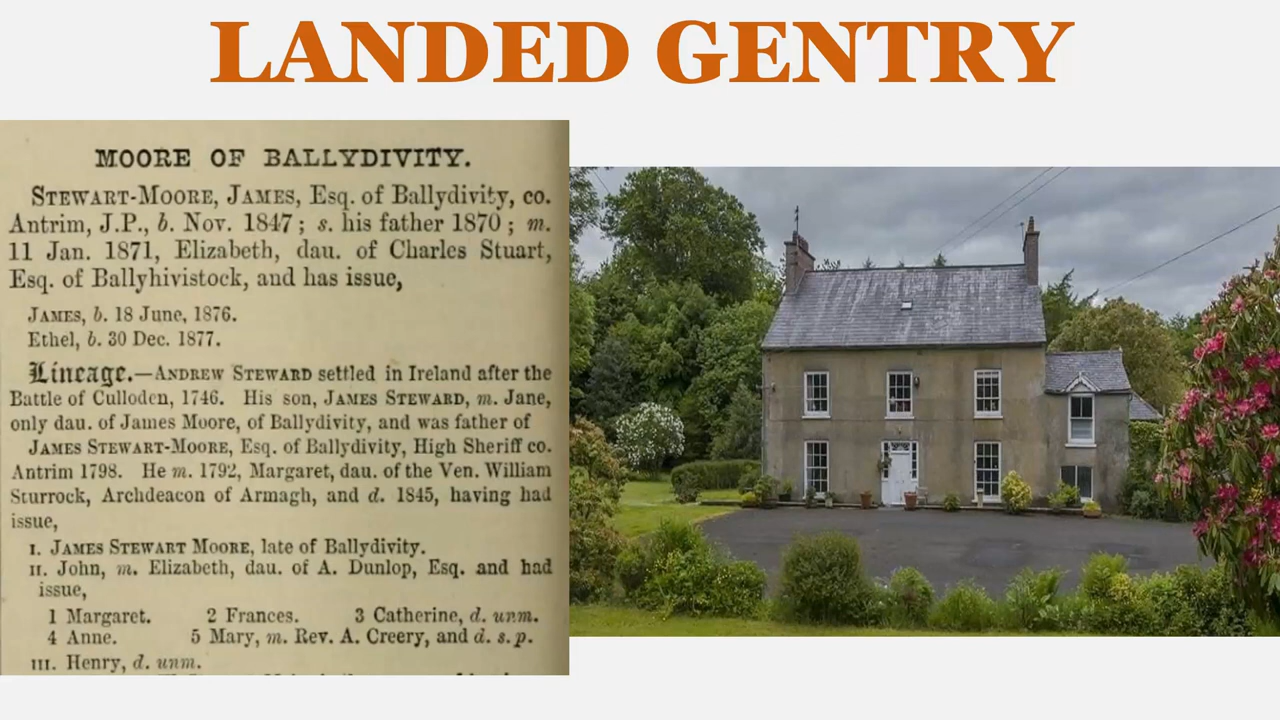 LANDED GENTRY
MOORE OF BALLYDIVITY.
STEWART-MOORE, JAMES, Esq. of Ballydivity, co.
Antrim, J.P., b. Nov. 1847; s. his father 1870; m.
11 Jan. 1871, Elizabeth, dau. of Charles Stuart,
Esq. of Ballyhivistock, and has issue,
JAMES, b. 18 June, 1876.
Ethel, b. 30 Dec. 1877.
Lineage.—ANDREW STEWARD settled in Ireland after the
Battle of Culloden, 1746. His son, JAMES STEWARD, m. Jane,
only dau. of James Moore, of Ballydivity, and was father of
JAMES STEWART-MOORE, Esq. of Ballydivity, High Sheriff co.
Antrim 1798. He m. 1792, Margaret, dau. of the Ven. William
Sturrock, Archdeacon of Armagh, and d. 1845, having had
issue,
I. JAMES STEWART MOORE, late of Ballydivity.
II. John, m. Elizabeth, dau. of A. Dunlop, Esq. and had
issue,
1 Margaret. 2 Frances. 3 Catherine, d. unm.
4 Anne. 5 Mary, m. Rev. A. Creery, and d. s.p.
III. Henry, d. unm.